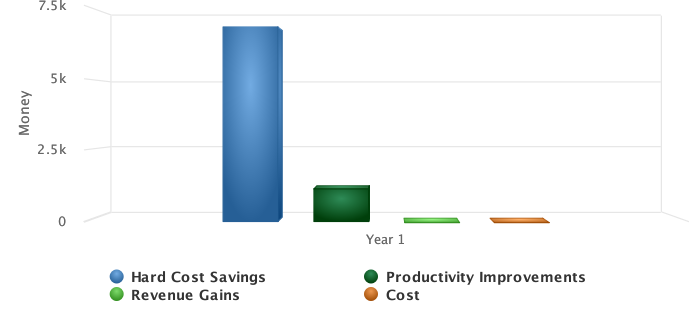 7.5k
5k
2.5k
0
Money
Year 1
Hard Cost Savings
Productivity Improvements
Revenue Gains
Cost